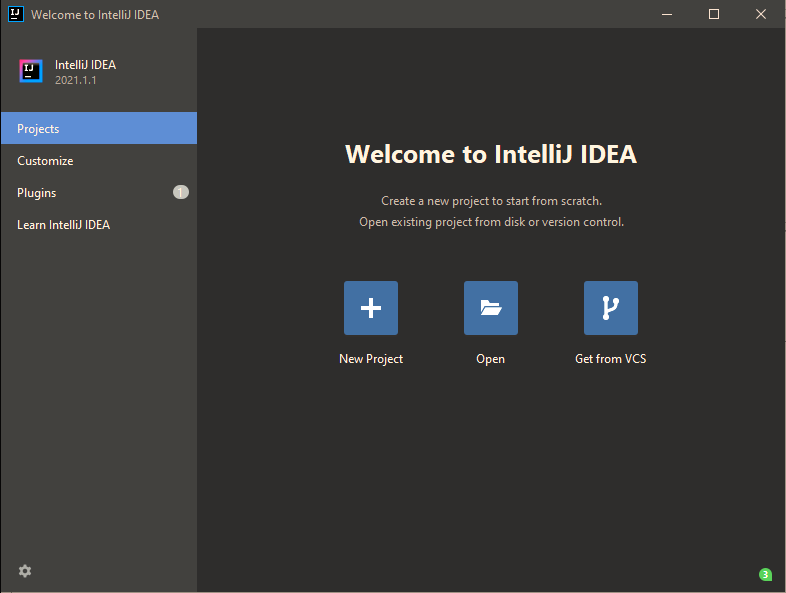 IJ Welcome to IntelliJ IDEA
IJ
IntelliJ IDEA
2021.1.1
Projects
Customize
Plugins 1
Learn IntelliJ IDEA
Welcome to IntelliJ IDEA
Create a new project to start from scratch.
Open existing project from disk or version control.
New Project Open Get from VCS
3